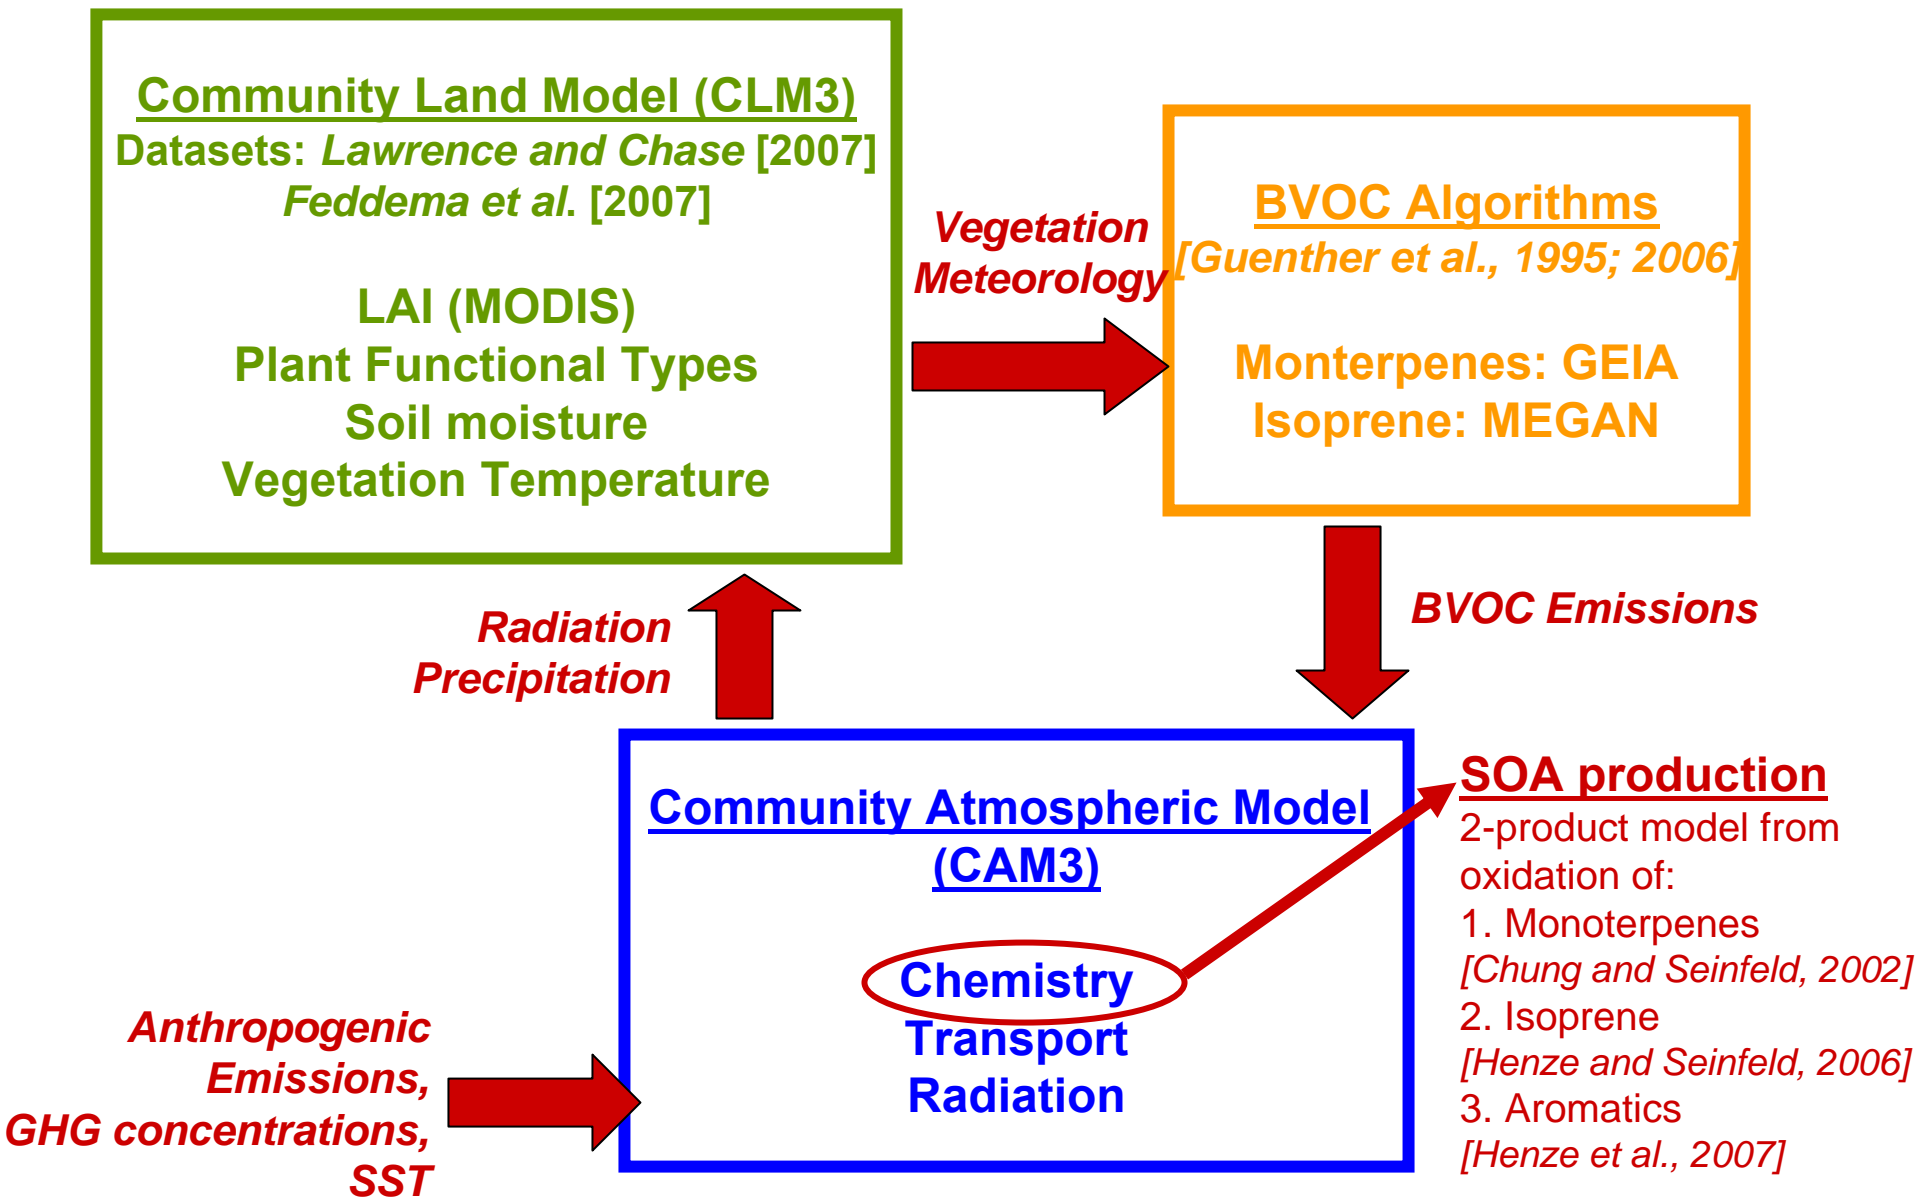 Community Land Model (CLM3)
Datasets: Lawrence and Chase [2007]
Feddema et al. [2007]
LAI (MODIS)
Plant Functional Types
Soil moisture
Vegetation Temperature
Vegetation
Meteorology
BVOC Algorithms
[Guenther et al., 1995; 2006]
Monterpenes: GEIA
Isoprene: MEGAN
Radiation
Precipitation
BVOC Emissions
Community Atmospheric Model
(CAM3)
Chemistry
Transport
Radiation
SOA production
2-product model from
oxidation of:
1. Monoterpenes
[Chung and Seinfeld, 2002]
2. Isoprene
[Henze and Seinfeld, 2006]
3. Aromatics
[Henze et al., 2007]
Anthropogenic
Emissions,
GHG concentrations,
SST